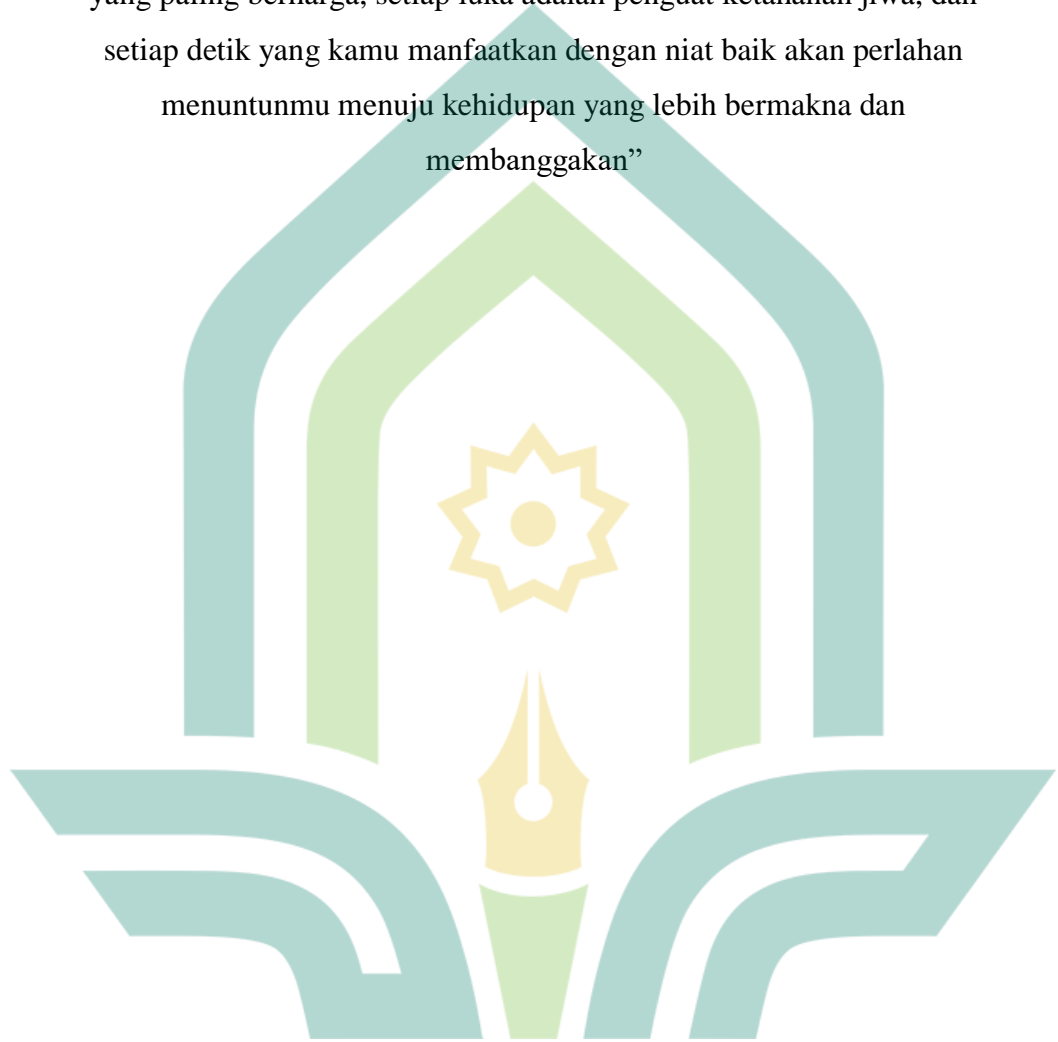 yang paling berharga, setiap luka adalah penguat ketahanan jiwa, dan
setiap detik yang kamu manfaatkan dengan niat baik akan perlahan
menuntunmu menuju kehidupan yang lebih bermakna dan
membanggakan”